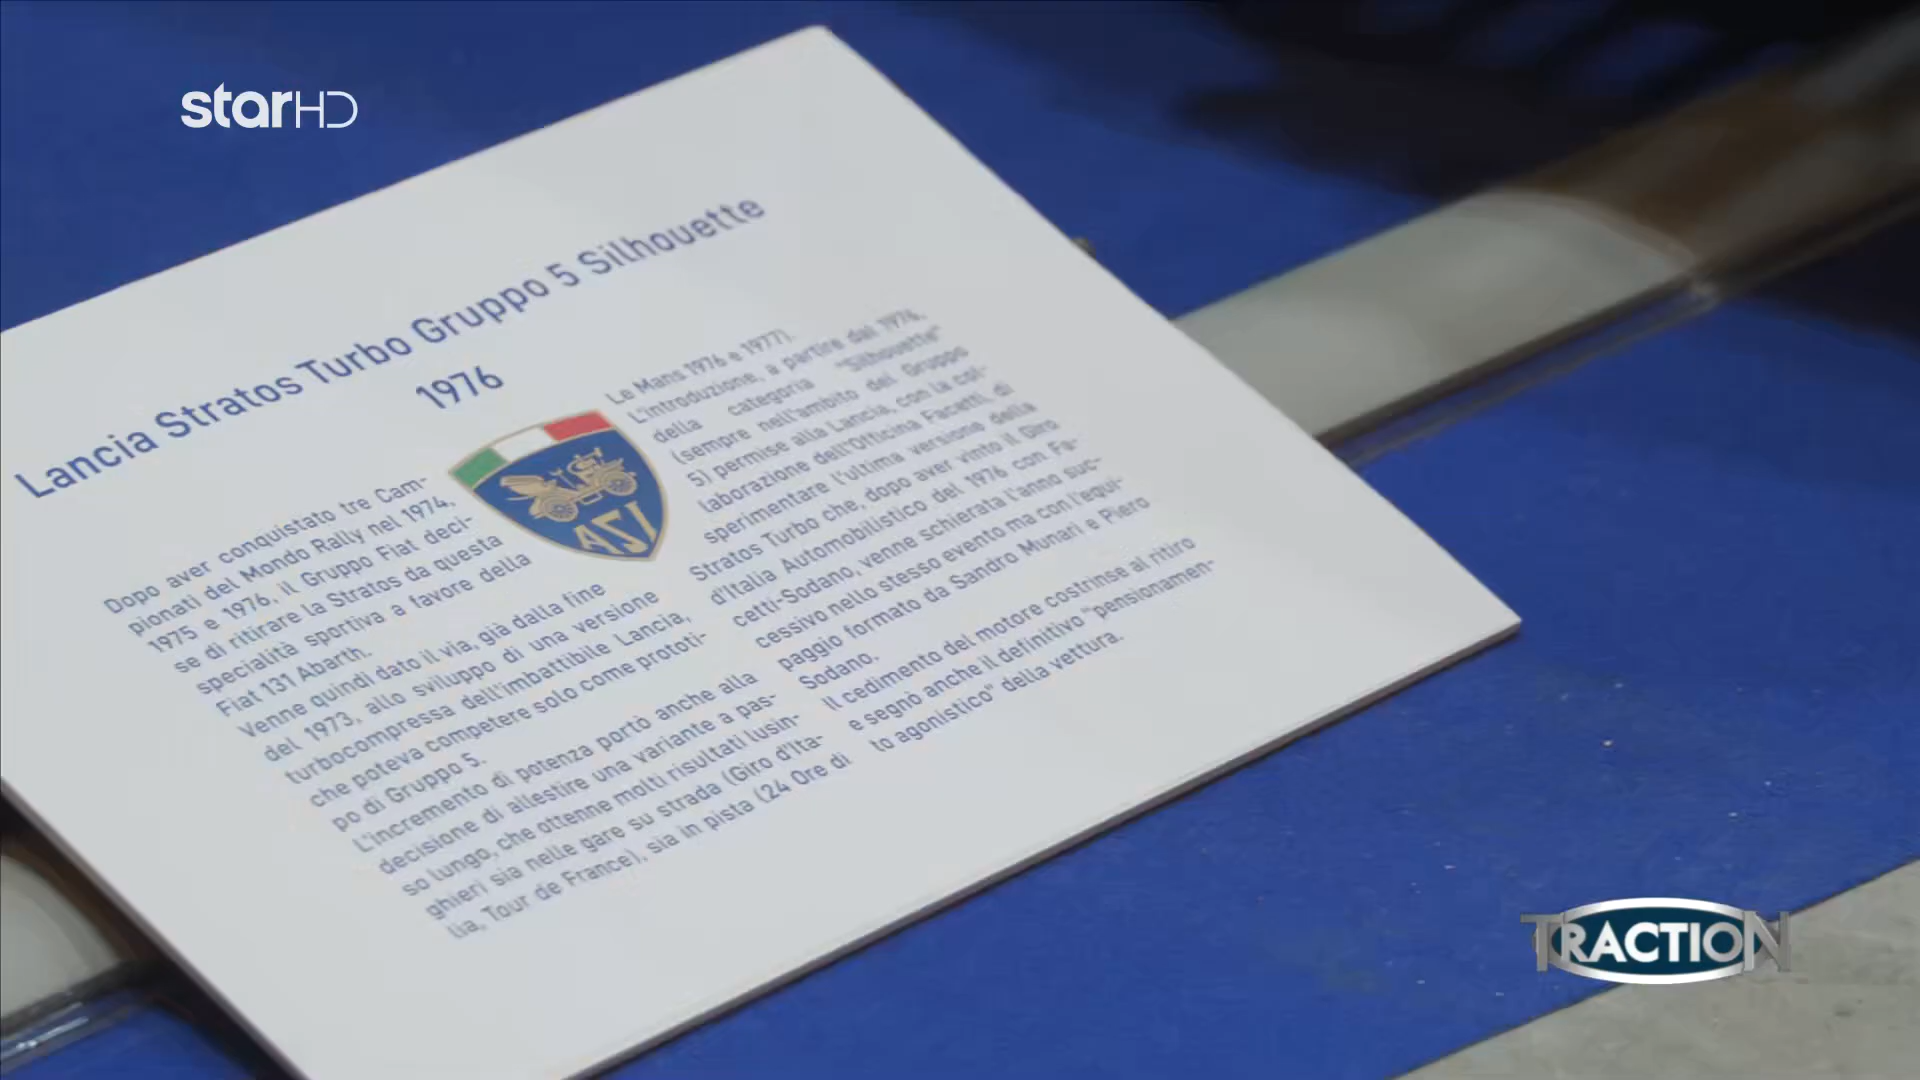 starHD
Lancia Stratos Turbo Gruppo 5 Silhouette
1976
ASI
Dopo aver conquistato tre Cam-
pionati del Mondo Rally nel 1974,
1975 e 1976, il Gruppo Fiat deci-
se di ritirare la Stratos da questa
specialità sportiva a favore della
Fiat 131 Abarth.
Venne quindi dato il via, già dalla fine
del 1973, allo sviluppo di una versione
turbocompressa dell'imbattibile Lancia,
che poteva competere solo come prototi-
po di Gruppo 5.
L'incremento di potenza portò anche alla
decisione di allestire una variante a pas-
so lungo, che ottenne molti risultati lusin-
ghieri sia nelle gare su strada (Giro d'Ita-
lia, Tour de France), sia in pista (24 Ore di
Le Mans 1976 e 1977).
L'introduzione, a partire dal 1976,
della categoria "Silhouette"
(sempre nell'ambito del Gruppo
5) permise alla Lancia, con la col-
laborazione dell'Officina Facetti, di
sperimentare l'ultima versione della
Stratos Turbo che, dopo aver vinto il Giro
d'Italia Automobilistico del 1976 con Fa-
cetti-Sodano, venne schierata l'anno suc-
cessivo nello stesso evento ma con l'equi-
paggio formato da Sandro Munari e Piero
Sodano.
Il cedimento del motore costrinse al ritiro
e segnò anche il definitivo "pensionamen-
to agonistico" della vettura.
TRACTION